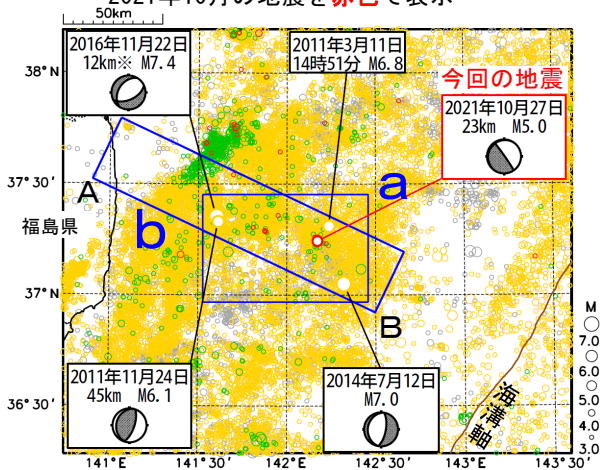 2021年10月の地震を赤色で表示
50km
2016年11月22日
12km※ M7.4
2011年3月11日
14時51分 M6.8
今回の地震
2021年10月27日
23km M5.0
38°N
37°30′
37°N
36°30′
福島県
A
a
b
B
2011年11月24日
45km M6.1
2014年7月12日
M7.0
海溝軸
M
7.0
6.0
5.0
4.0
3.0
141°E
141°30′
142°E
142°30′
143°E
143°30′